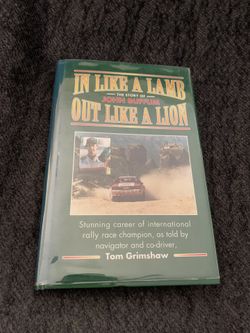 IN LIKE A LAMB
THE STORY OF
JOHN BUFFUM
OUT LIKE A LION
Stunning career of international
rally race champion, as told by
navigator and co-driver,
Tom Grimshaw